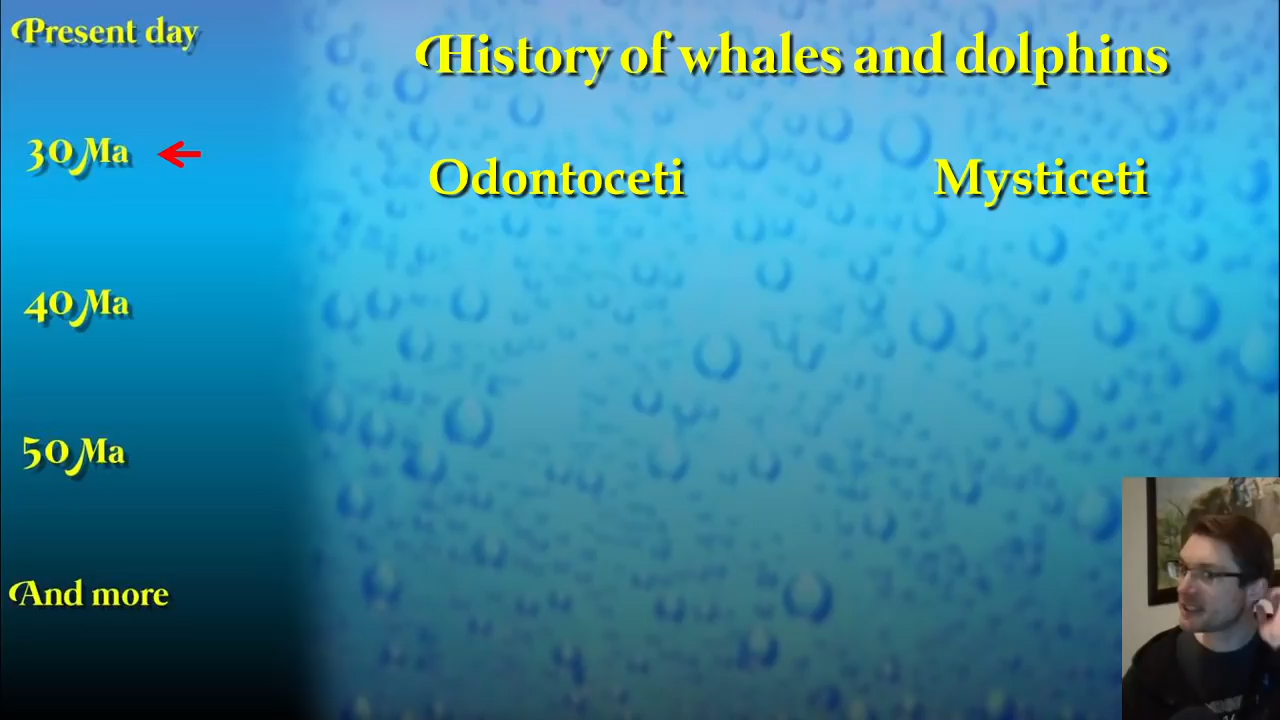 Present day
History of whales and dolphins
30 Ma
Odontoceti
Mysticeti
40 Ma
50 Ma
And more